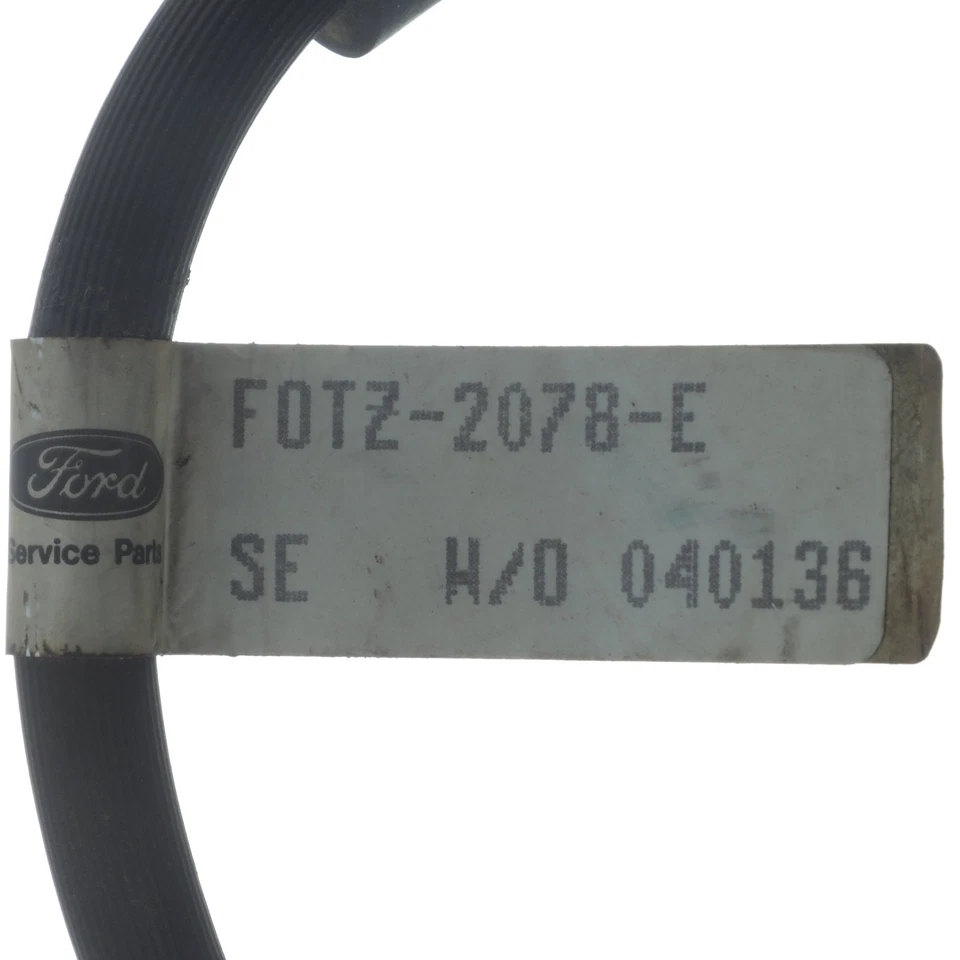 Ford
Service Parts
F0TZ-2078-E
SE W/O 040136